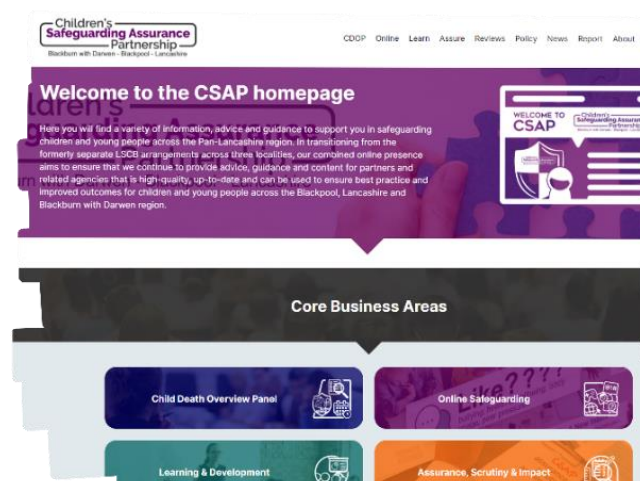 Children's
Safeguarding Assurance
Partnership
Blackburn with Darwen - Blackpool - Lancashire
CDOP Online Learn Assure Reviews Policy News Report About
Welcome to the CSAP homepage
Here you will find a variety of information, advice and guidance to support you in safeguarding
children and young people across the Pan-Lancashire region. In transitioning from the
formerly separate LSCB arrangements across three localities, our combined online presence
aims to ensure that we continue to provide advice, guidance and content for partners and
related agencies that is high-quality, up-to-date and can be used to ensure best practice and
improved outcomes for children and young people across the Blackpool, Lancashire and
Blackburn with Darwen region.
WELCOME TO
CSAP
Children's
Safeguarding Assurance
Partnership
Core Business Areas
Child Death Overview Panel
Like????
Online Safeguarding
Learning & Development
Assurance, Scrutiny & Impact